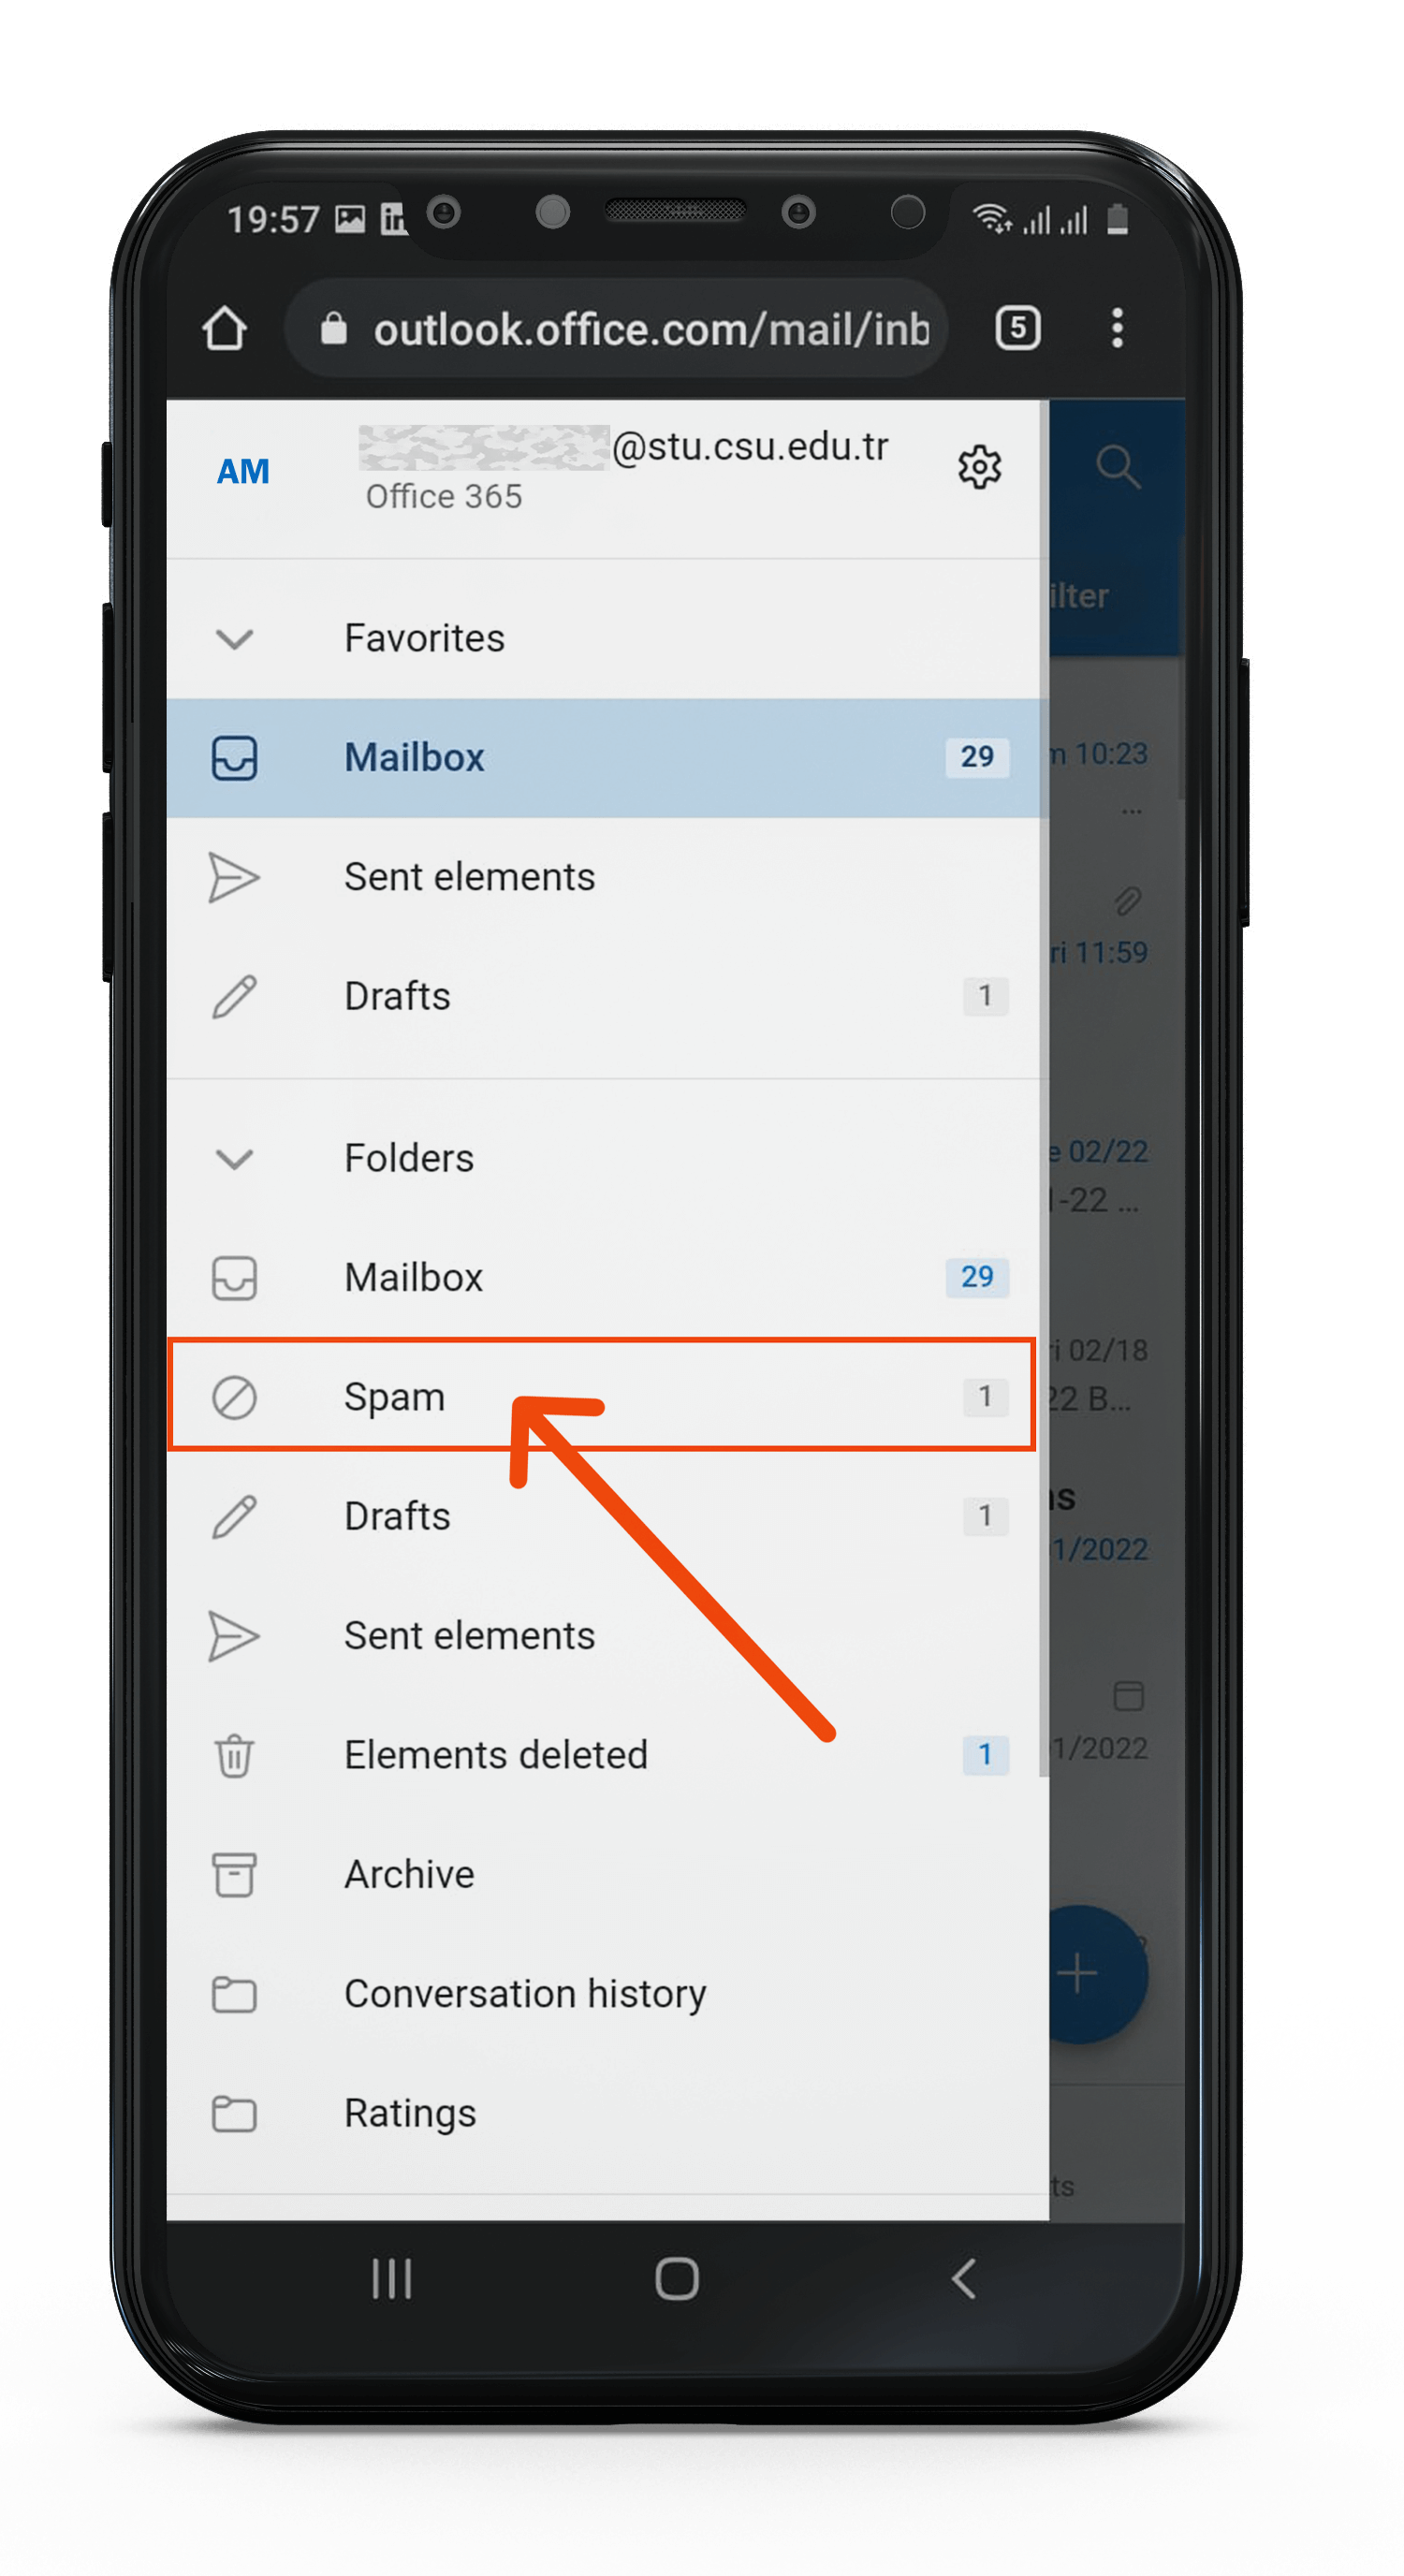 19:57
outlook.office.com/mail/inb
5
AM
@stu.csu.edu.tr
Office 365
ilter
Favorites
Mailbox 29
10:23
...
Sent elements
11:59
Drafts 1
Folders
02/22
-22 ...
Mailbox 29
02/18
Spam 1
22 B...
Drafts 1
1/2022
Sent elements
Elements deleted 1
1/2022
Archive
Conversation history
Ratings
ts